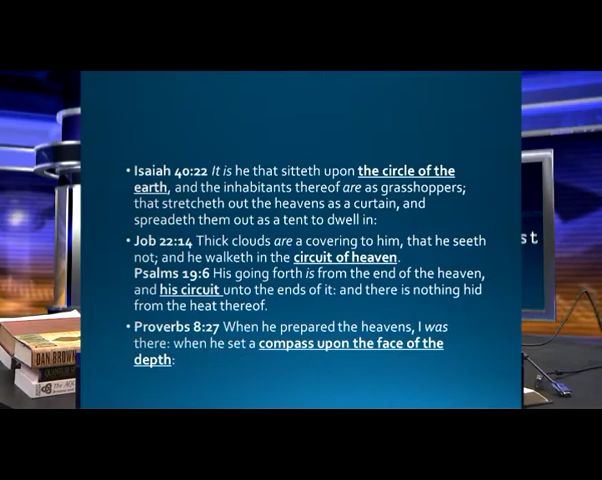 • Isaiah 40:22 It is he that sitteth upon the circle of the
earth, and the inhabitants thereof are as grasshoppers;
that stretcheth out the heavens as a curtain, and
spreadeth them out as a tent to dwell in:
• Job 22:14 Thick clouds are a covering to him, that he seeth
not; and he walketh in the circuit of heaven.
Psalms 19:6 His going forth is from the end of the heaven,
and his circuit unto the ends of it: and there is nothing hid
from the heat thereof.
• Proverbs 8:27 When he prepared the heavens, I was
there: when he set a compass upon the face of the
depth:
st
DAN BROWN
The